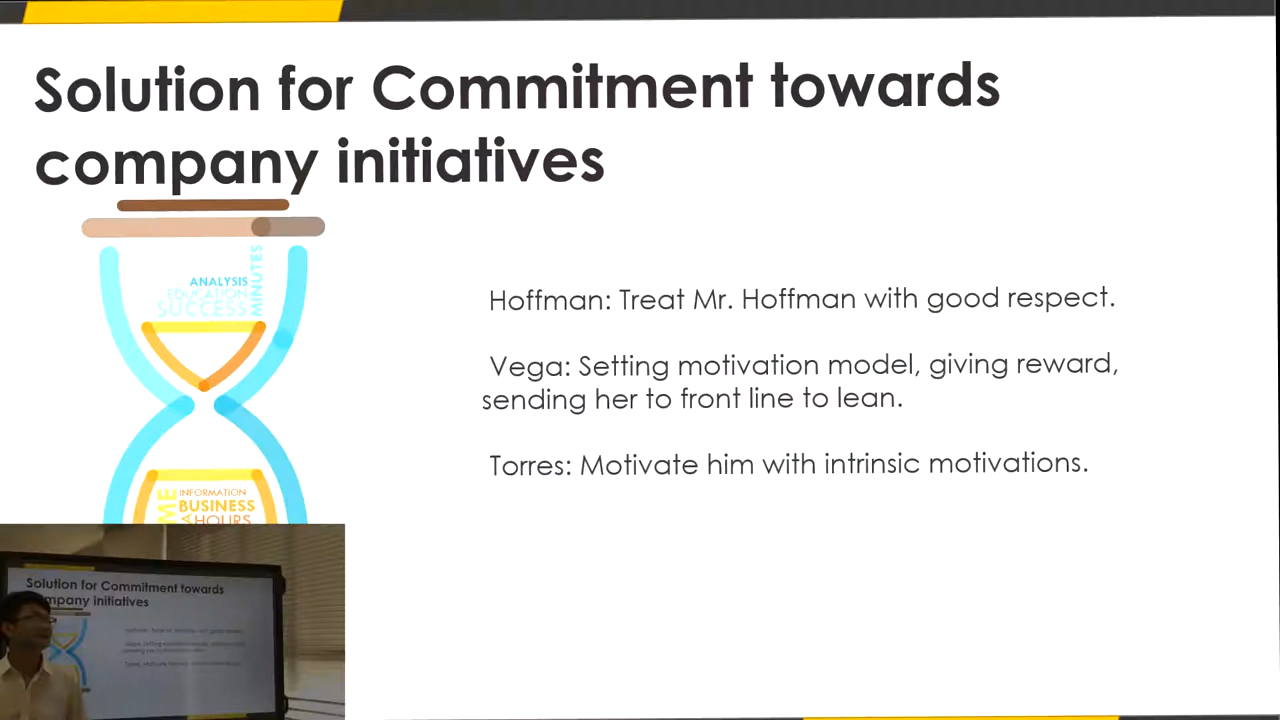 Solution for Commitment towards
company initiatives
ANALYSIS
EDUCATION
SUCCESS
MINUTES
Hoffman: Treat Mr. Hoffman with good respect.
Vega: Setting motivation model, giving reward,
sending her to front line to lean.
Torres: Motivate him with intrinsic motivations.
INFORMATION
BUSINESS
HOURS
Solution for Commitment towards
company initiatives